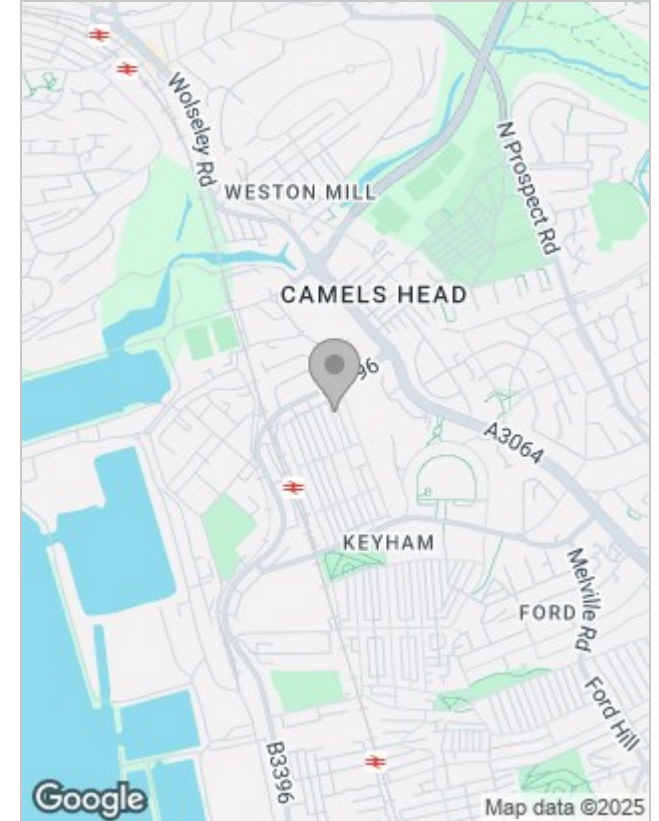 Wolseley Rd
WESTON MILL
N Prospect Rd
CAMELS HEAD
96
A3064
KEYHAM
Melville Rd
FORD
Ford Hill
B3396
Google
Map data ©2025